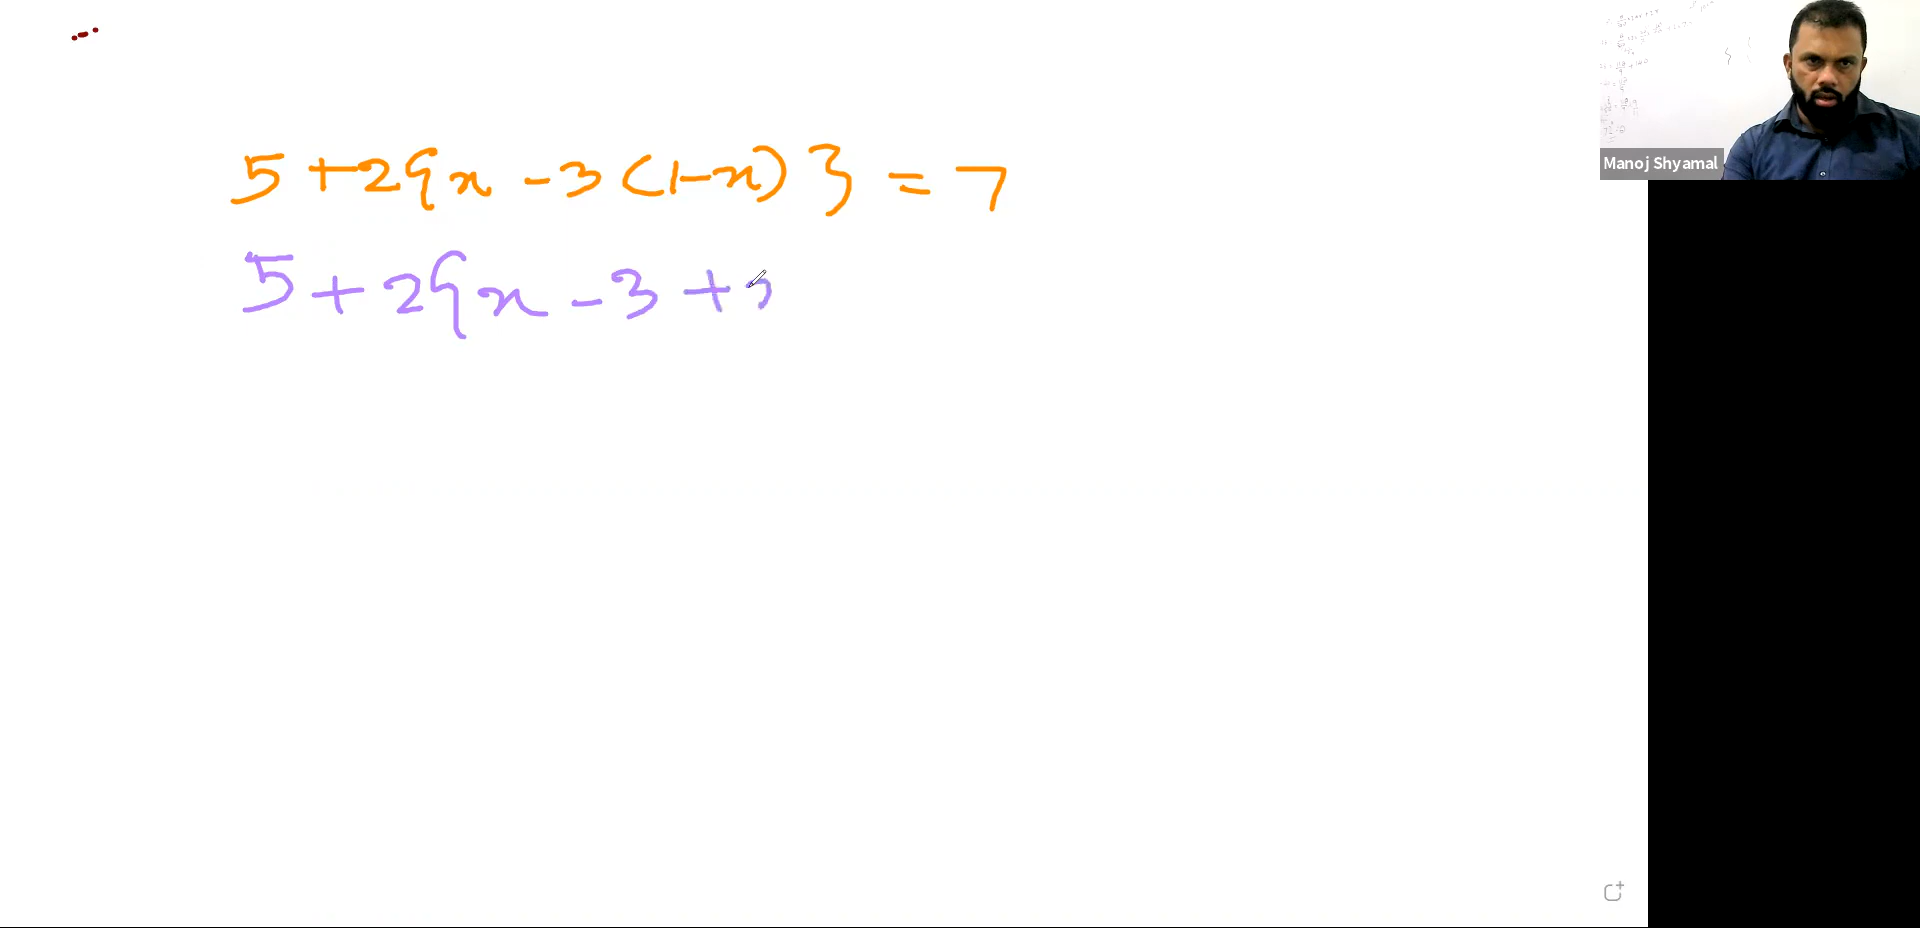 5 + 2{x - 3 (1 - x) } = 7
5 + 2{x - 3 +
Manoj Shyamal